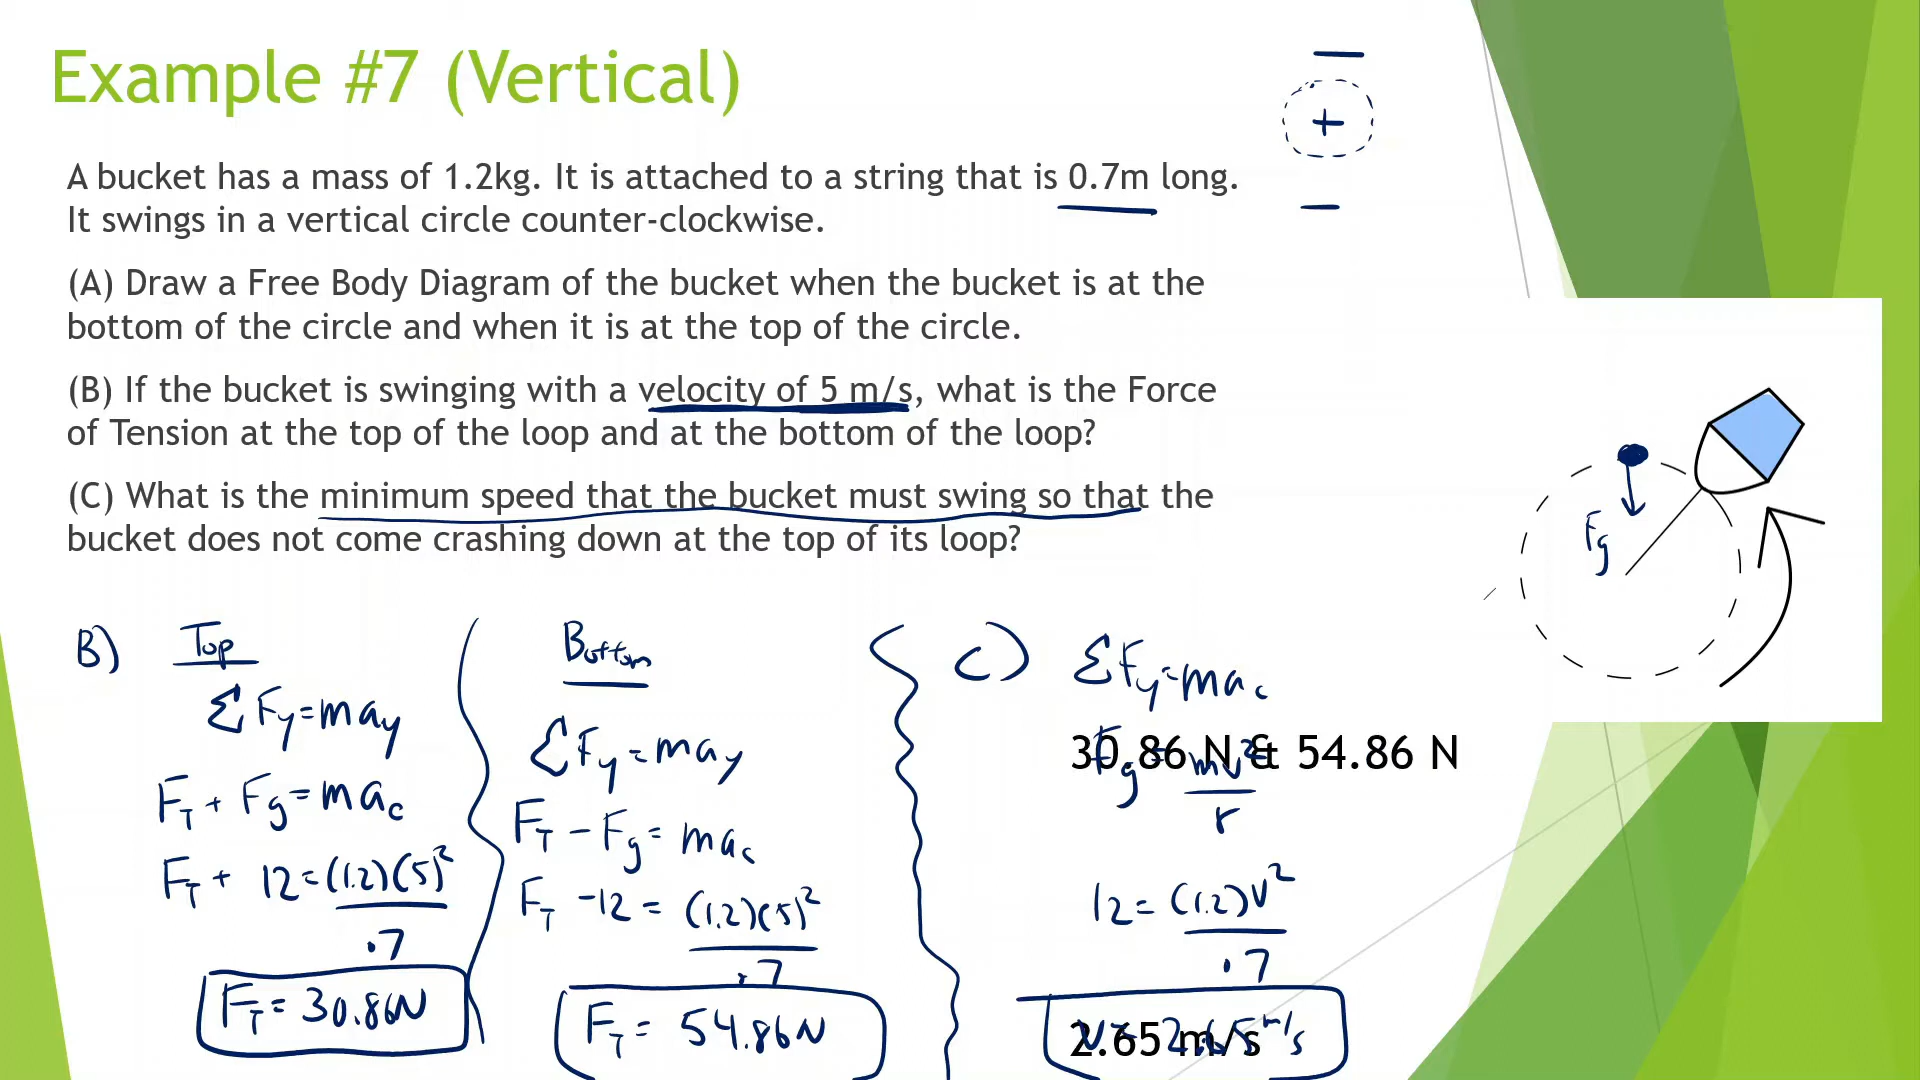 Example #7 (Vertical)
A bucket has a mass of 1.2kg. It is attached to a string that is 0.7m long.
It swings in a vertical circle counter-clockwise.
(A) Draw a Free Body Diagram of the bucket when the bucket is at the
bottom of the circle and when it is at the top of the circle.
(B) If the bucket is swinging with a velocity of 5 m/s, what is the Force
of Tension at the top of the loop and at the bottom of the loop?
(C) What is the minimum speed that the bucket must swing so that the
bucket does not come crashing down at the top of its loop?
−
+
−
Fg
B) Top
ΣFy=may
FT + Fg=mac
FT + 12=(1.2)(5)²
.7
FT = 30.86N
Bottom
ΣFy=may
FT − Fg= mac
FT −12 = (1.2)(5)²
.7
FT = 54.86N
C) ΣFy=mac
30.86 N & 54.86 N
Fg = mv²
r
12= (1.2)v²
.7
2.65 m/s
v= 2.65 m/s